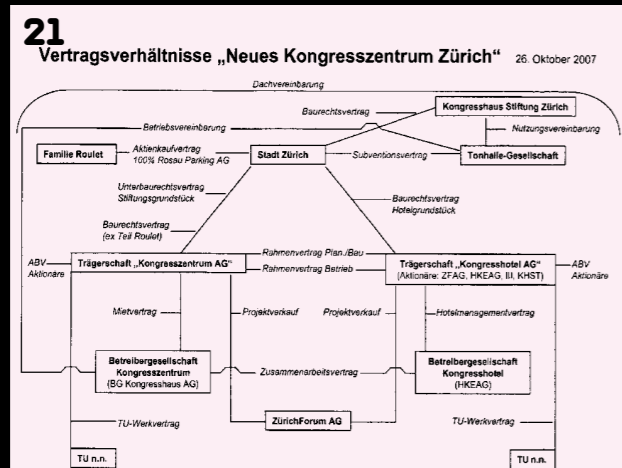 21
Vertragsverhältnisse „Neues Kongresszentrum Zürich“ 26. Oktober 2007
Dachvereinbarung
Baurechtsvertrag
Kongresshaus Stiftung Zürich
Betriebsvereinbarung
Nutzungsvereinbarung
Familie Roulet
Aktienkaufvertrag
100% Rosau Parking AG
Stadt Zürich
Subventionsvertrag
Tonhalle-Gesellschaft
Unterbaurechtsvertrag
Stiftungsgrundstück
Baurechtsvertrag
Hotelgrundstück
Baurechtsvertrag
(ex Teil Roulet)
ABV
Aktionäre
Trägerschaft „Kongresszentrum AG“
Rahmenvertrag Plan./Bau
Rahmenvertrag Betrieb
Trägerschaft „Kongresshotel AG“
(Aktionäre: ZFAG, HKEAG, III, KHST)
ABV
Aktionäre
Mietvertrag
Projektverkauf
Projektverkauf
Hotelmanagementvertrag
Betreibergesellschaft
Kongresszentrum
(BG Kongresshaus AG)
Zusammenarbeitsvertrag
Betreibergesellschaft
Kongresshotel
(HKEAG)
TU-Werkvertrag
ZürichForum AG
TU-Werkvertrag
TU n.n.
TU n.n.